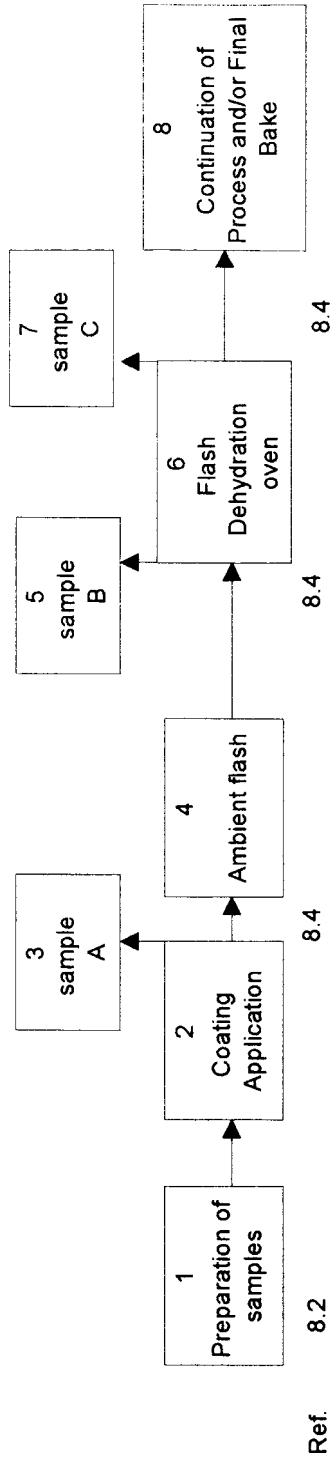 1
Preparation of
samples
2
Coating
Application
3
sample
A
4
Ambient flash
5
sample
B
6
Flash
Dehydration
oven
7
sample
C
8
Continuation of
Process and/or Final
Bake
Ref.
8.2
8.4
8.4
8.4